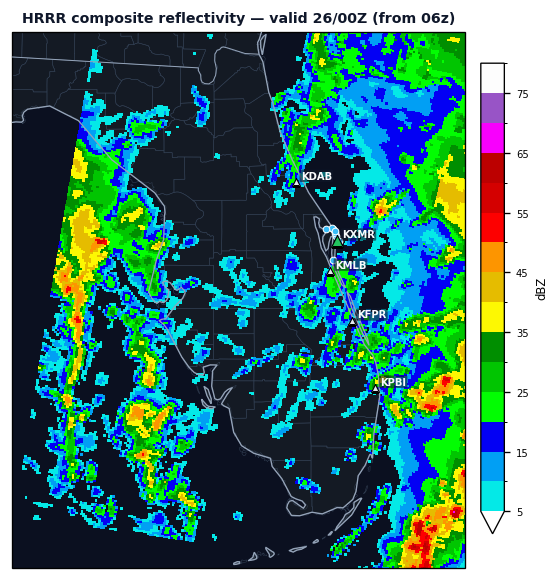 HRRR composite reflectivity — valid 26/00Z (from 06z)
75
65
55
45
35
25
15
5
dBZ
KDAB
KXMR
KMLB
KFPR
KPBI